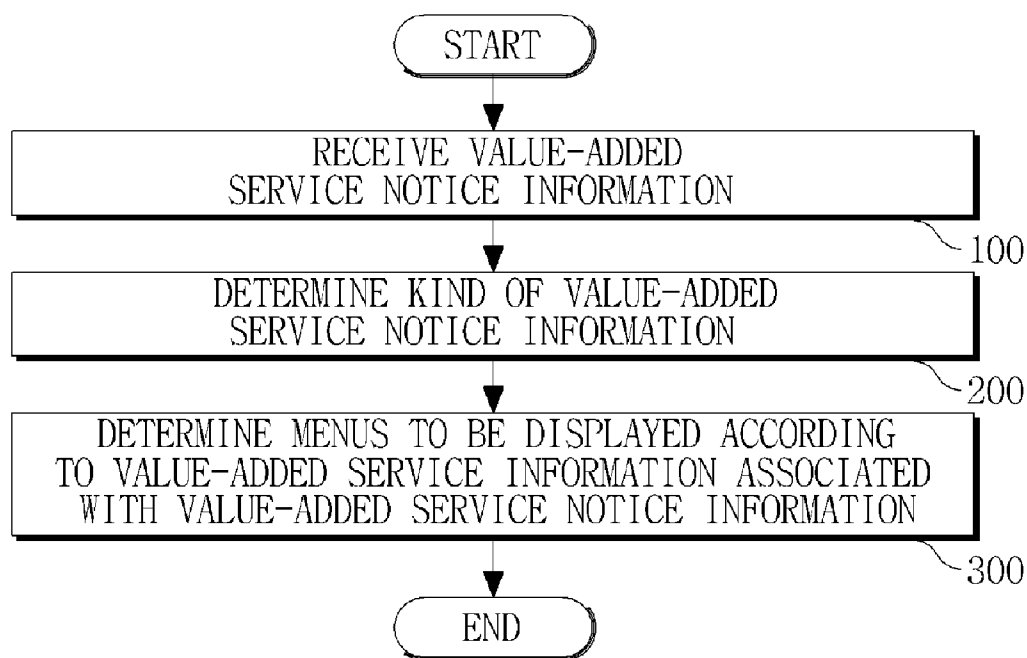 START
RECEIVE VALUE-ADDED
SERVICE NOTICE INFORMATION
100
DETERMINE KIND OF VALUE-ADDED
SERVICE NOTICE INFORMATION
200
DETERMINE MENUS TO BE DISPLAYED ACCORDING
TO VALUE-ADDED SERVICE INFORMATION ASSOCIATED
WITH VALUE-ADDED SERVICE NOTICE INFORMATION
300
END